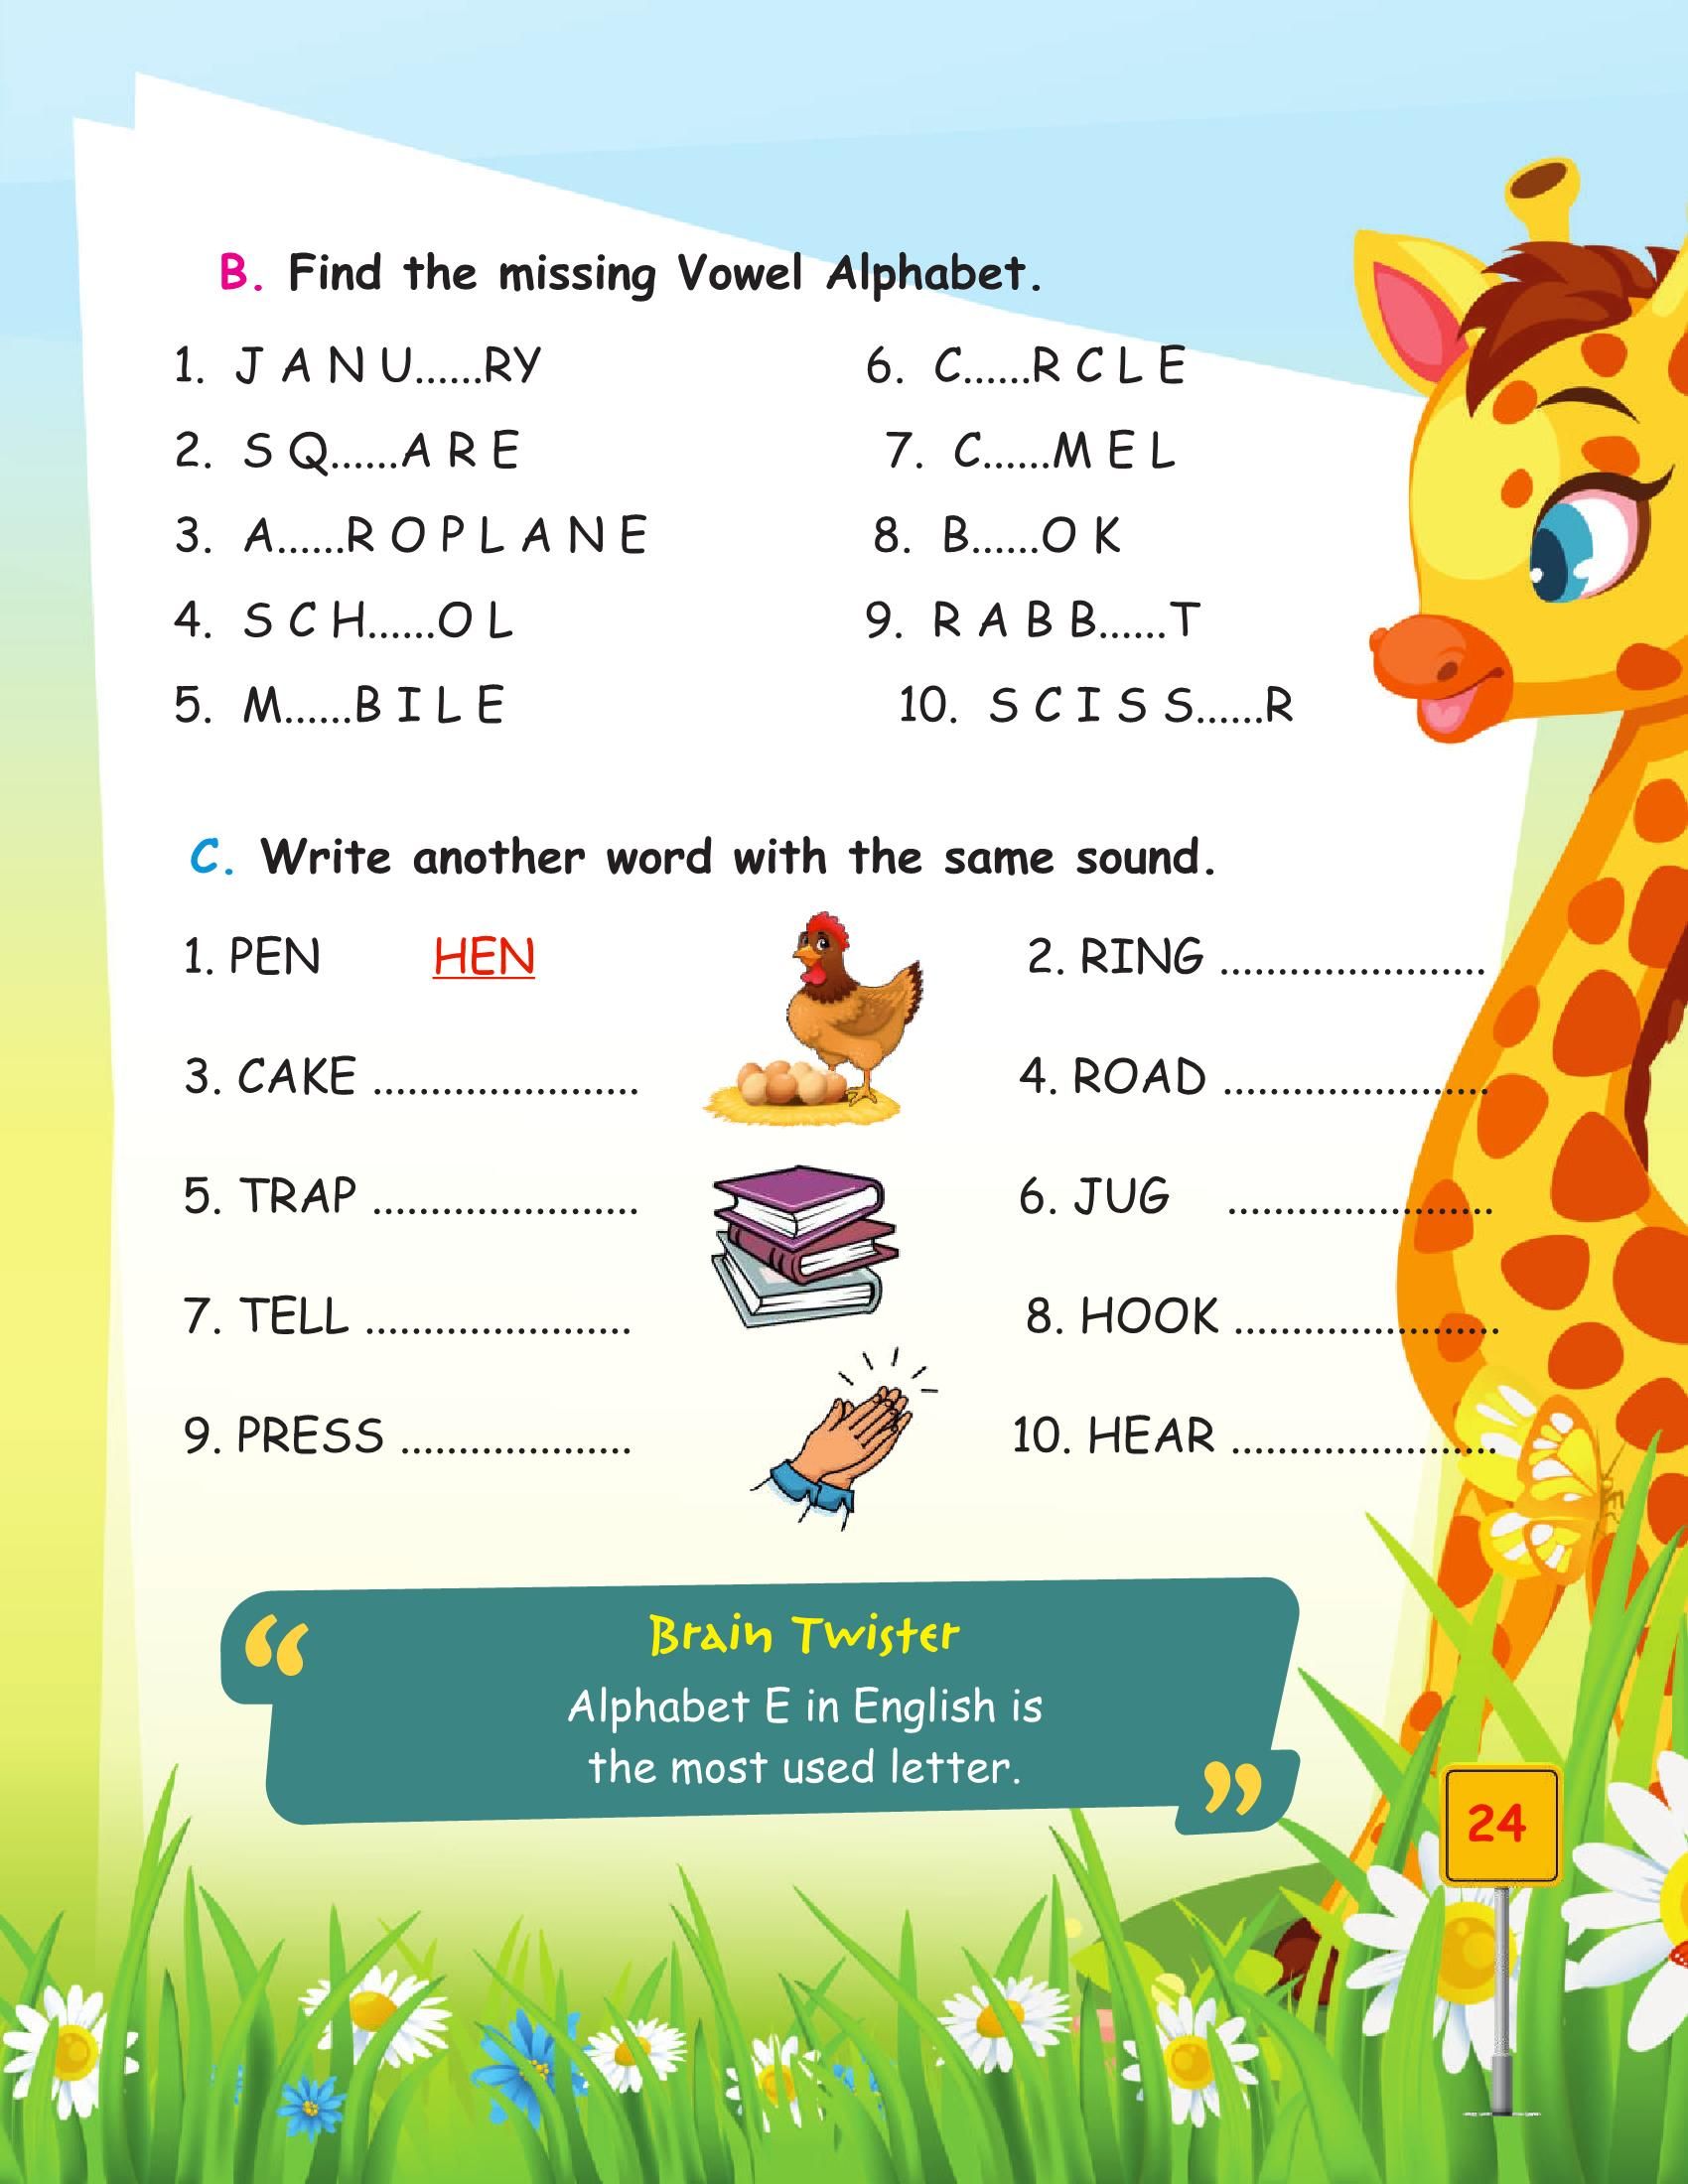 B. Find the missing Vowel Alphabet.
1. J A N U......RY
6. C......R C L E
2. S Q......A R E
7. C......M E L
3. A......R O P L A N E
8. B......O K
4. S C H......O L
9. R A B B......T
5. M......B I L E
10. S C I S S......R
C. Write another word with the same sound.
1. PEN HEN
2. RING .......................
3. CAKE .......................
4. ROAD .......................
5. TRAP .......................
6. JUG .......................
7. TELL .......................
8. HOOK .......................
9. PRESS ....................
10. HEAR .......................
“
Brain Twister
Alphabet E in English is
the most used letter.
”
24